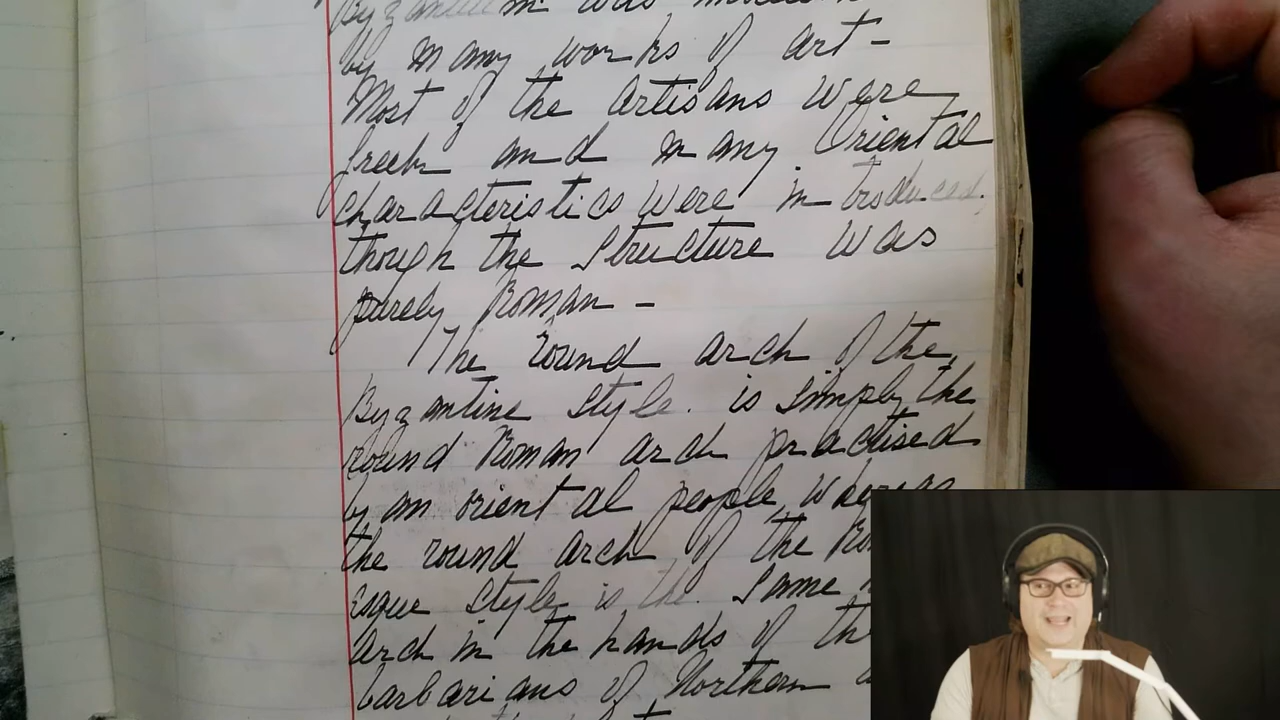 Byzantium was
by many works of art –
Most of the artisans were
greek and many Oriental
characteristics were introduced.
though the structure was
purely Roman –
The round arch of the
Byzantine style. is simply the
round Roman arch practised
by an oriental people, whereas
the round arch of the
esque style is the same
arch in the hands of
barbarians of Northern